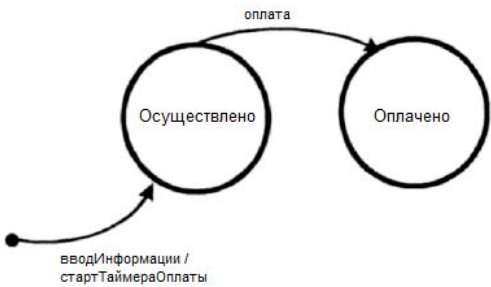 оплата
Осуществлено
Оплачено
вводИнформации /
стартТаймераОплаты